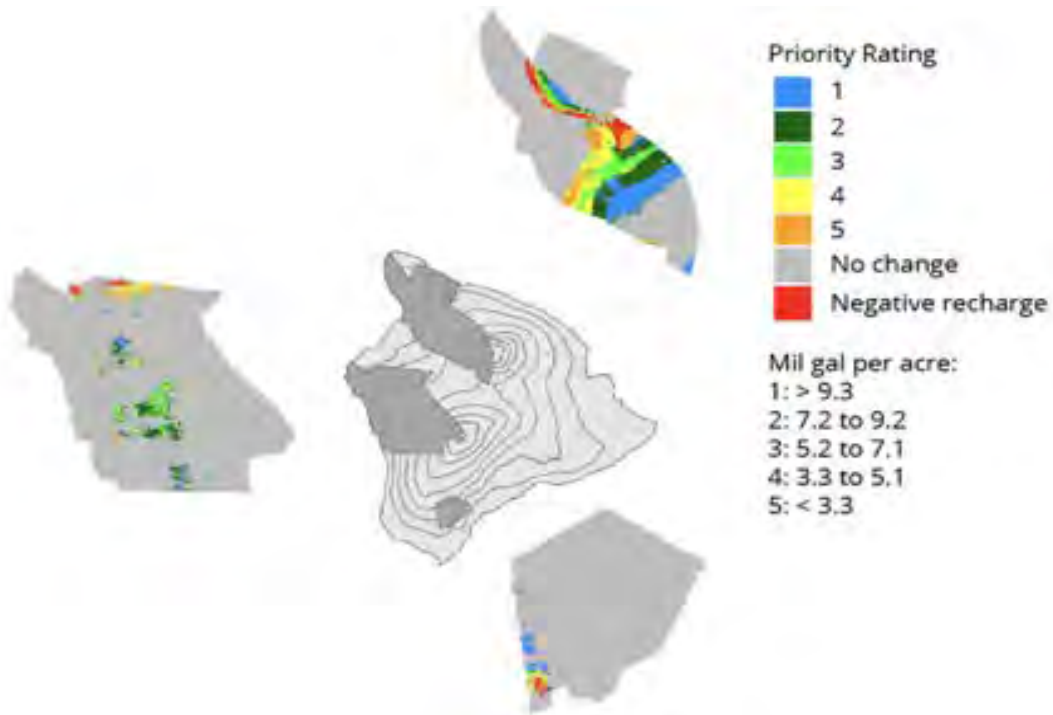 Priority Rating
1
2
3
4
5
No change
Negative recharge
Mil gal per acre:
1: > 9.3
2: 7.2 to 9.2
3: 5.2 to 7.1
4: 3.3 to 5.1
5: < 3.3